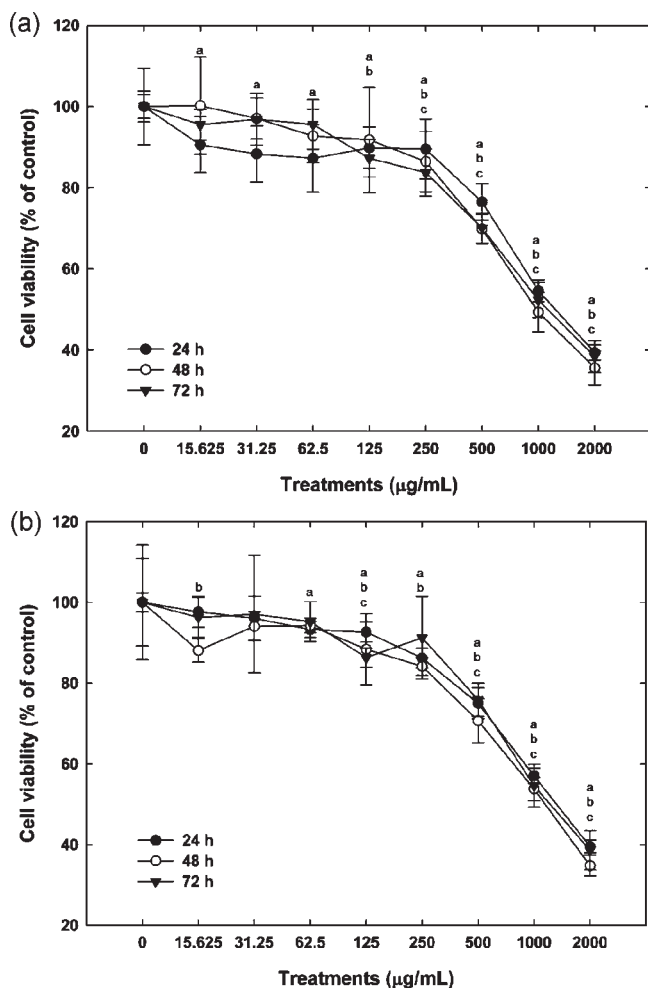 (a)
120
100
80
60
40
20
Cell viability (% of control)
a
a
a
a
b
a
b
c
a
b
c
a
b
c
a
b
c
24 h
48 h
72 h
0 15.625 31.25 62.5 125 250 500 1000 2000
Treatments (µg/mL)
(b)
120
100
80
60
40
20
Cell viability (% of control)
b
a
a
b
c
a
b
a
b
c
a
b
c
a
b
c
24 h
48 h
72 h
0 15.625 31.25 62.5 125 250 500 1000 2000
Treatments (µg/mL)